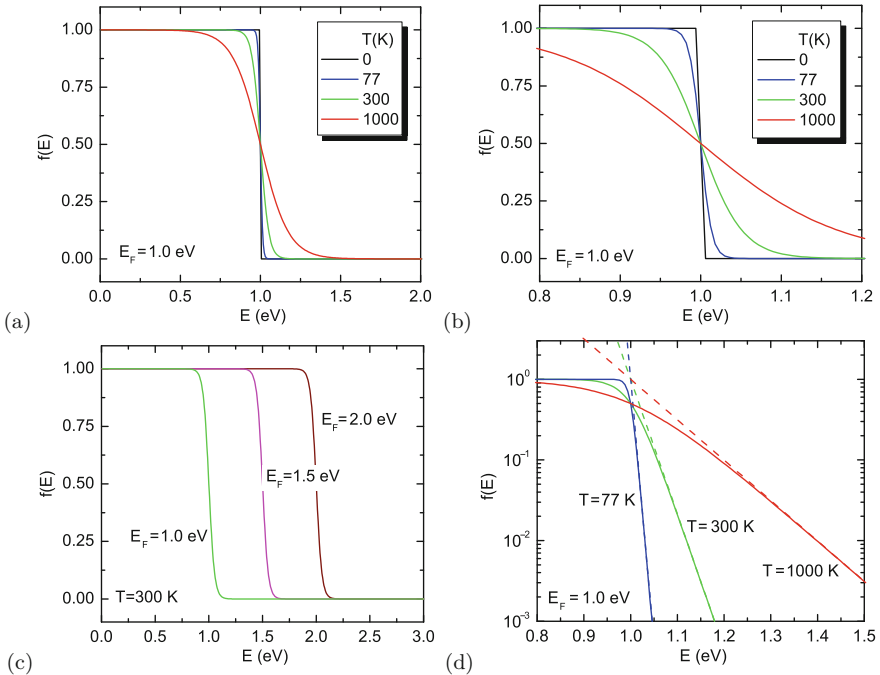 T(K)
0
77
300
1000
1.00
0.75
0.50
0.25
0.00
f(E)
E_F=1.0 eV
0.0 0.5 1.0 1.5 2.0
E (eV)
(a)
T(K)
0
77
300
1000
1.00
0.75
0.50
0.25
0.00
f(E)
E_F=1.0 eV
0.8 0.9 1.0 1.1 1.2
E (eV)
(b)
1.00
0.75
0.50
0.25
0.00
f(E)
E_F=2.0 eV
E_F=1.5 eV
E_F=1.0 eV
T=300 K
0.0 0.5 1.0 1.5 2.0 2.5 3.0
E (eV)
(c)
10^0
10^-1
10^-2
10^-3
f(E)
T=77 K
T=300 K
T=1000 K
E_F=1.0 eV
0.8 0.9 1.0 1.1 1.2 1.3 1.4 1.5
E (eV)
(d)